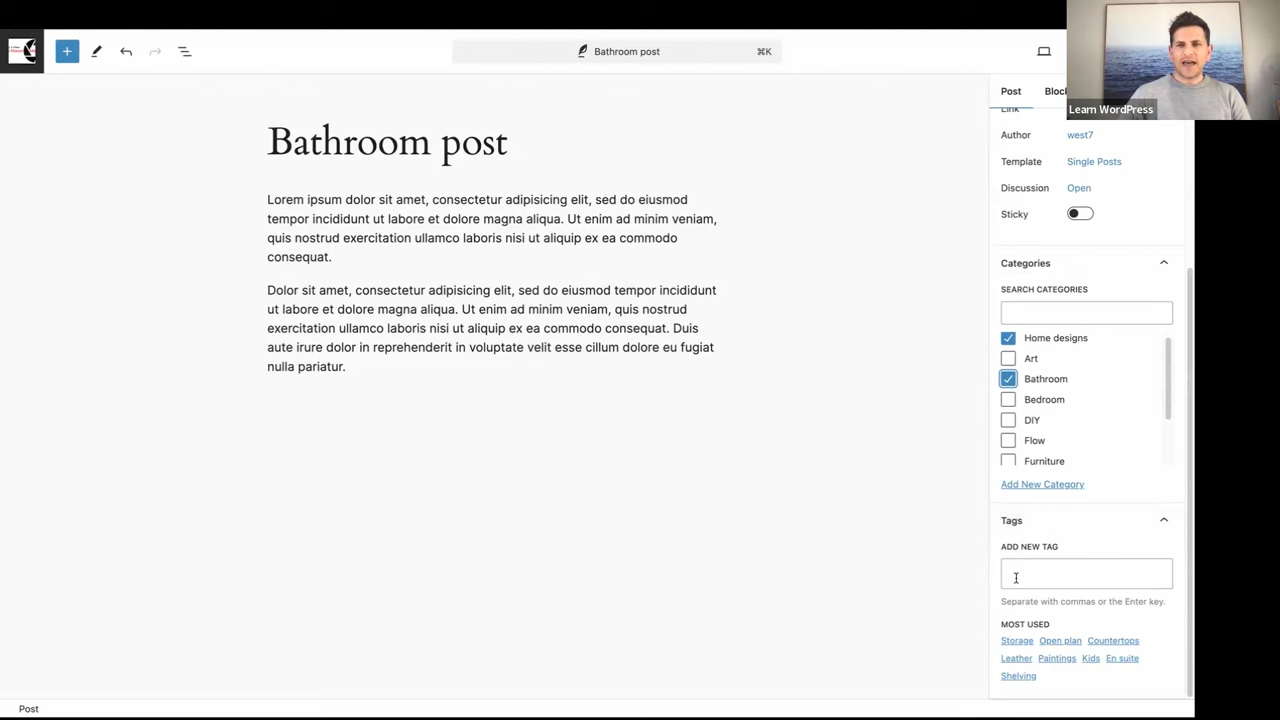 Bathroom post
⌘K
Learn WordPress
Post
Bloc
Link
Author
west7
Template
Single Posts
Discussion
Open
Sticky
Bathroom post
Lorem ipsum dolor sit amet, consectetur adipisicing elit, sed do eiusmod
tempor incididunt ut labore et dolore magna aliqua. Ut enim ad minim veniam,
quis nostrud exercitation ullamco laboris nisi ut aliquip ex ea commodo
consequat.
Dolor sit amet, consectetur adipisicing elit, sed do eiusmod tempor incididunt
ut labore et dolore magna aliqua. Ut enim ad minim veniam, quis nostrud
exercitation ullamco laboris nisi ut aliquip ex ea commodo consequat. Duis
aute irure dolor in reprehenderit in voluptate velit esse cillum dolore eu fugiat
nulla pariatur.
Categories
SEARCH CATEGORIES
Home designs
Art
Bathroom
Bedroom
DIY
Flow
Furniture
Add New Category
Tags
ADD NEW TAG
Separate with commas or the Enter key.
MOST USED
Storage Open plan Countertops
Leather Paintings Kids En suite
Shelving
Post